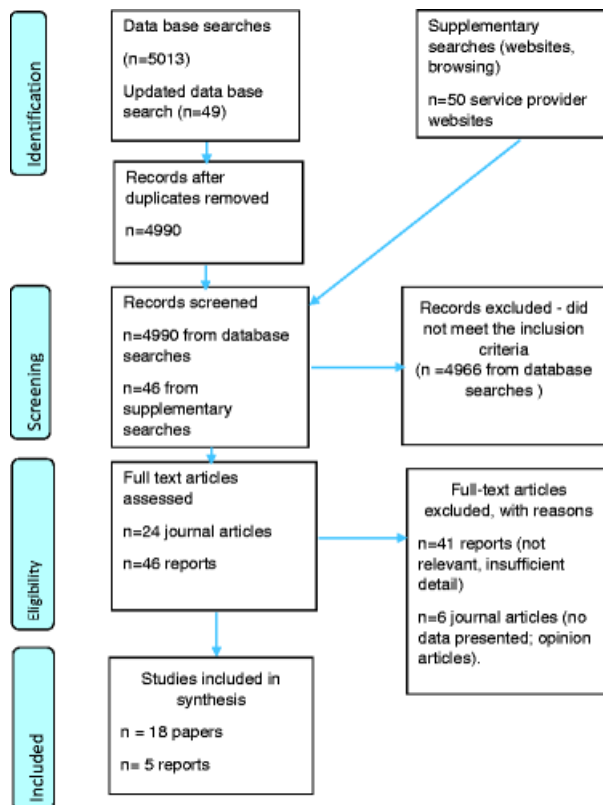 Identification
Data base searches
(n=5013)
Updated data base
search (n=49)
Supplementary
searches (websites,
browsing)
n=50 service provider
websites
Records after
duplicates removed
n=4990
Screening
Records screened
n=4990 from database
searches
n=46 from
supplementary
searches
Records excluded - did
not meet the inclusion
criteria
(n =4966 from database
searches )
Eligibility
Full text articles
assessed
n=24 journal articles
n=46 reports
Full-text articles
excluded, with reasons
n=41 reports (not
relevant, insufficient
detail)
n=6 journal articles (no
data presented; opinion
articles).
Included
Studies included in
synthesis
n = 18 papers
n= 5 reports